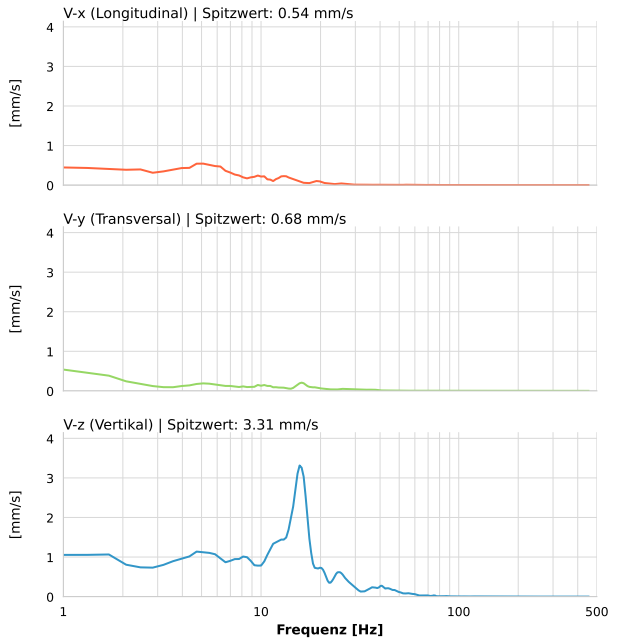 V-x (Longitudinal) | Spitzwert: 0.54 mm/s
4
3
2
1
0
[mm/s]
V-y (Transversal) | Spitzwert: 0.68 mm/s
4
3
2
1
0
[mm/s]
V-z (Vertikal) | Spitzwert: 3.31 mm/s
4
3
2
1
0
[mm/s]
1 10 100 500
Frequenz [Hz]